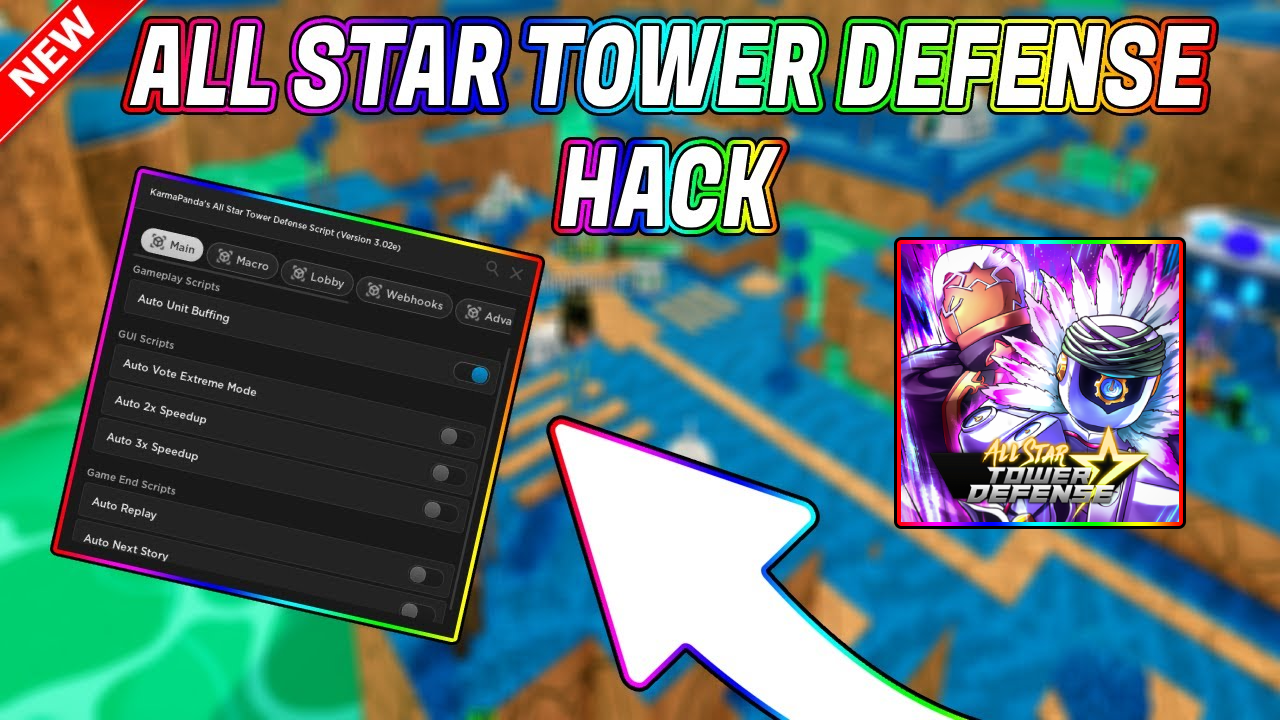 NEW
ALL STAR TOWER DEFENSE
HACK
KarmaPanda's All Star Tower Defense Script (Version 3.02e)
Main
Macro
Lobby
Webhooks
Adva
Gameplay Scripts
Auto Unit Buffing
GUI Scripts
Auto Vote Extreme Mode
Auto 2x Speedup
Auto 3x Speedup
Game End Scripts
Auto Replay
Auto Next Story
ALL STAR
TOWER
DEFENSE